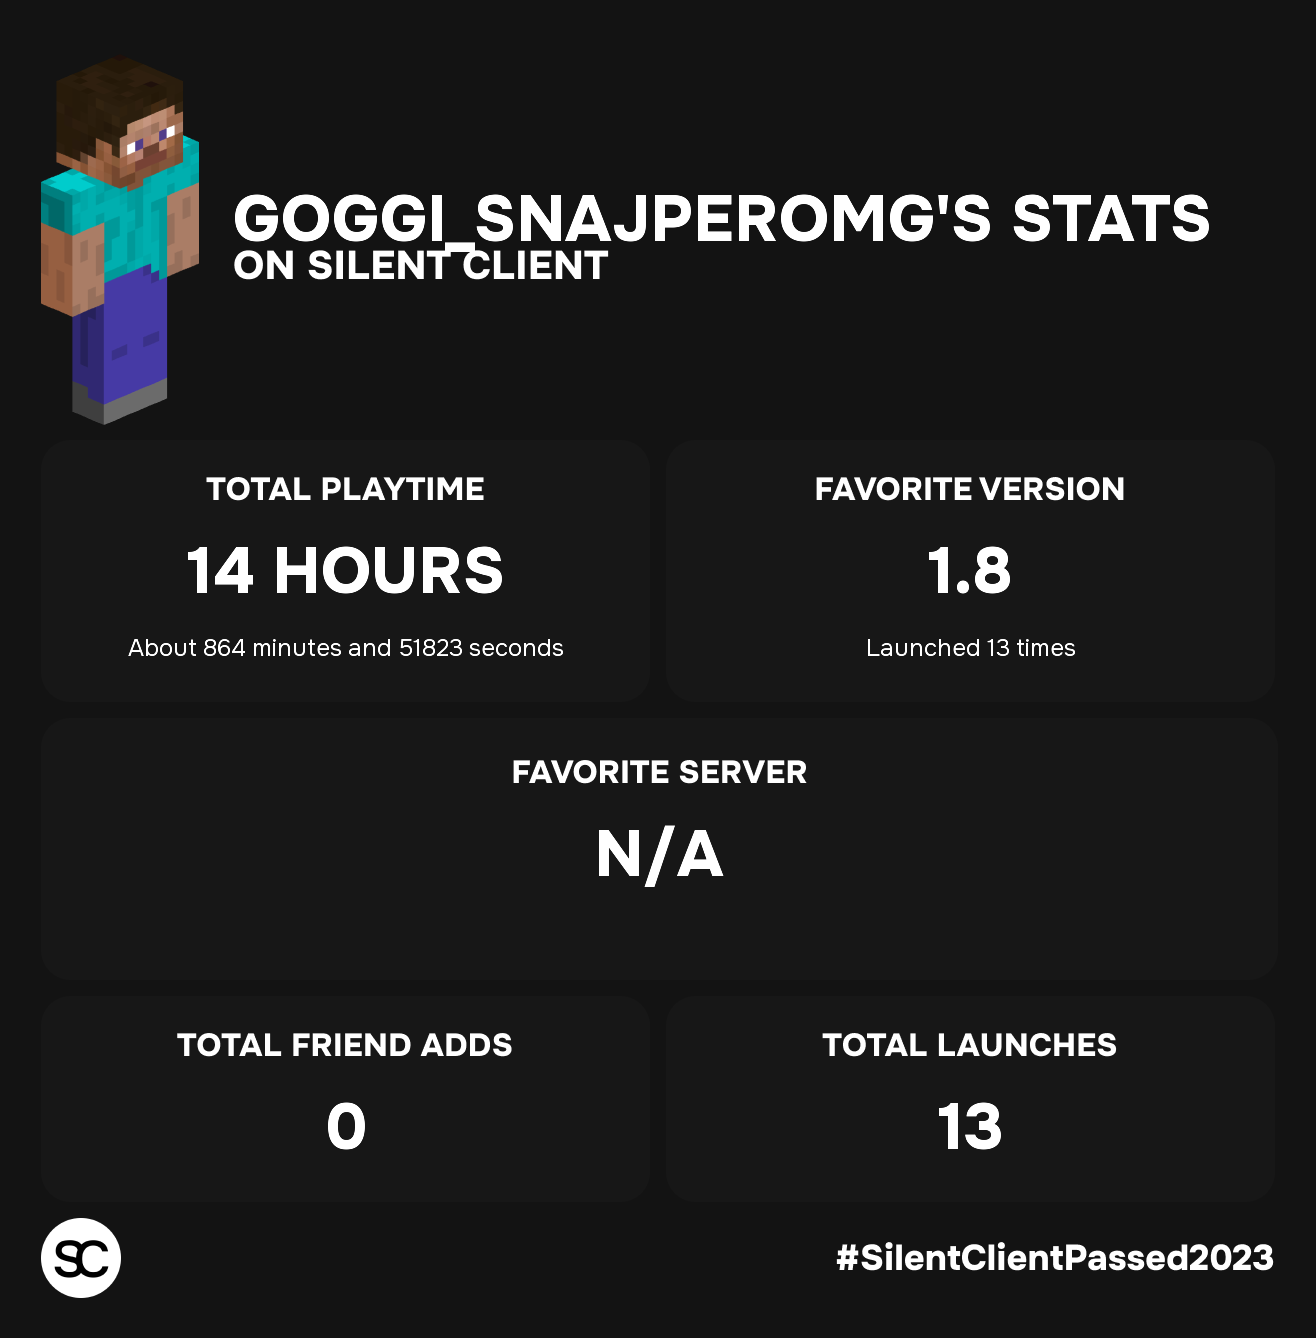 GOGGI_SNAJPEROMG'S STATS
ON SILENT CLIENT
TOTAL PLAYTIME
14 HOURS
About 864 minutes and 51823 seconds
FAVORITE VERSION
1.8
Launched 13 times
FAVORITE SERVER
N/A
TOTAL FRIEND ADDS
0
TOTAL LAUNCHES
13
SC
#SilentClientPassed2023